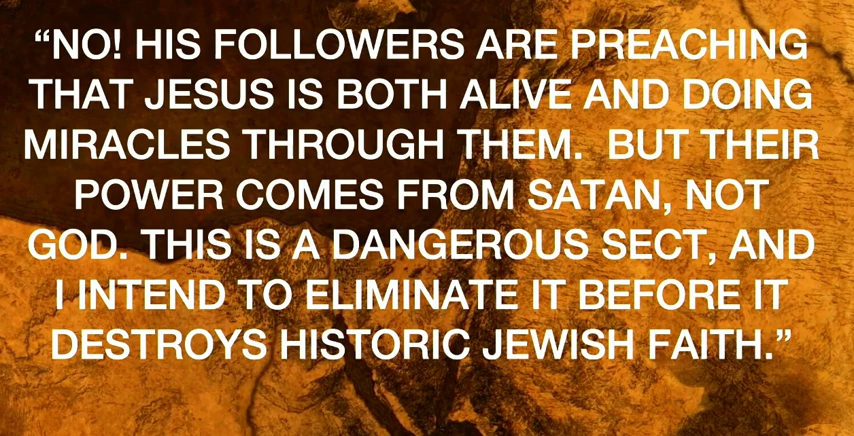 “NO! HIS FOLLOWERS ARE PREACHING
THAT JESUS IS BOTH ALIVE AND DOING
MIRACLES THROUGH THEM.  BUT THEIR
POWER COMES FROM SATAN, NOT
GOD. THIS IS A DANGEROUS SECT, AND
I INTEND TO ELIMINATE IT BEFORE IT
DESTROYS HISTORIC JEWISH FAITH.”